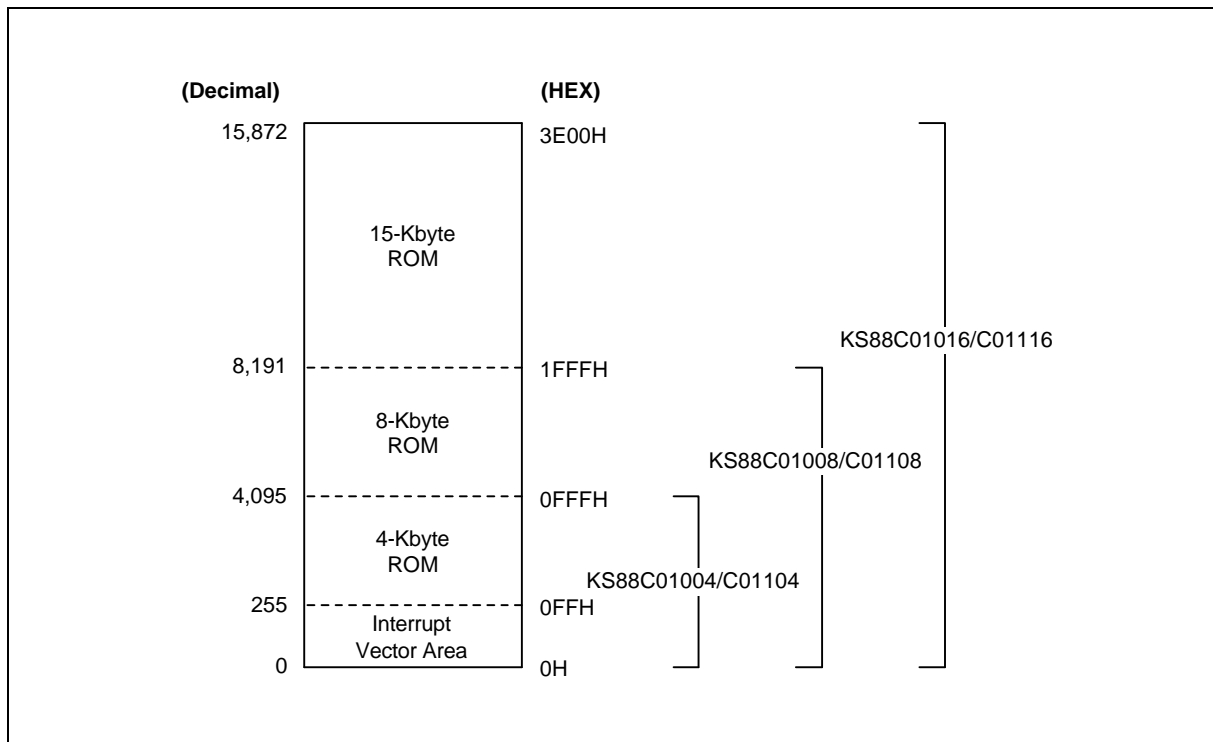 (Decimal) (HEX)
15,872 3E00H
15-Kbyte
ROM
KS88C01016/C01116
8,191 1FFFH
8-Kbyte
ROM
KS88C01008/C01108
4,095 0FFFH
4-Kbyte
ROM
KS88C01004/C01104
255 0FFH
Interrupt
Vector Area
0 0H